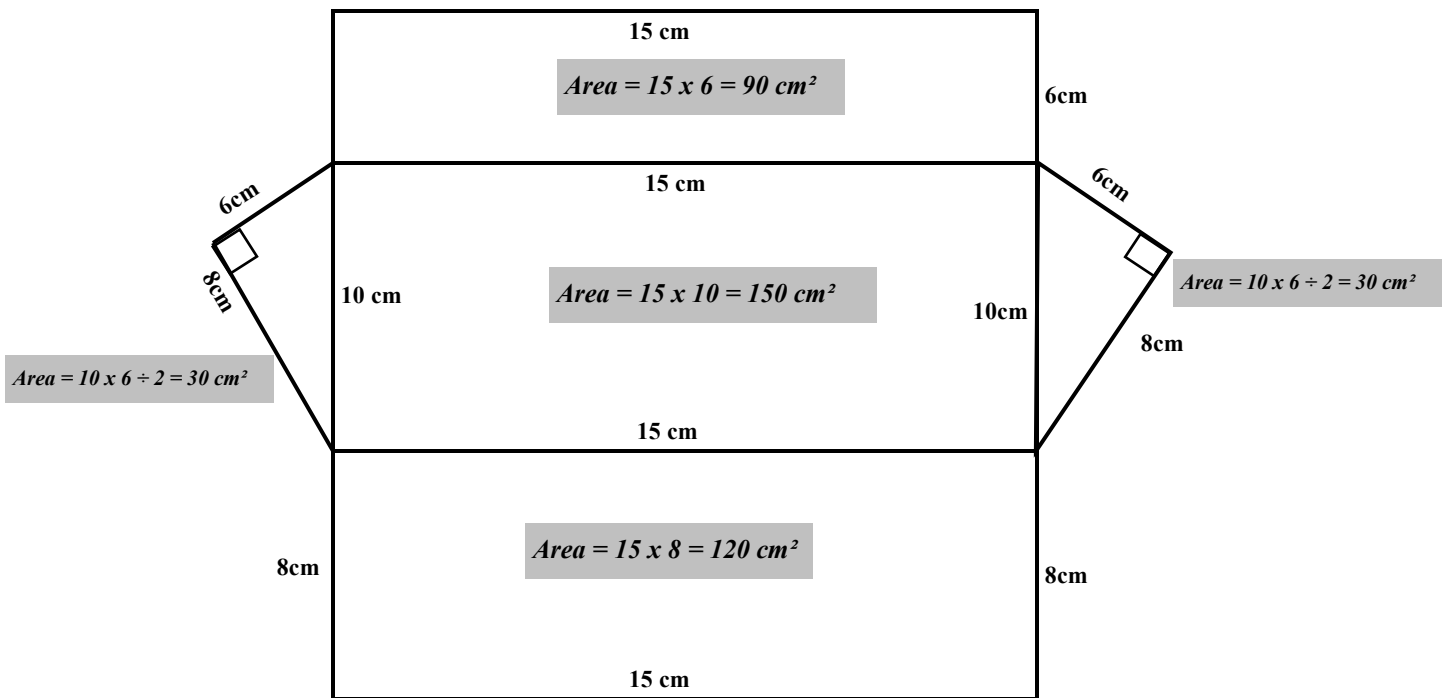 15 cm
Area = 15 x 6 = 90 cm²
6cm
15 cm
6cm
6cm
8cm
10 cm
Area = 15 x 10 = 150 cm²
10cm
Area = 10 x 6 ÷ 2 = 30 cm²
8cm
Area = 10 x 6 ÷ 2 = 30 cm²
15 cm
Area = 15 x 8 = 120 cm²
8cm
8cm
15 cm